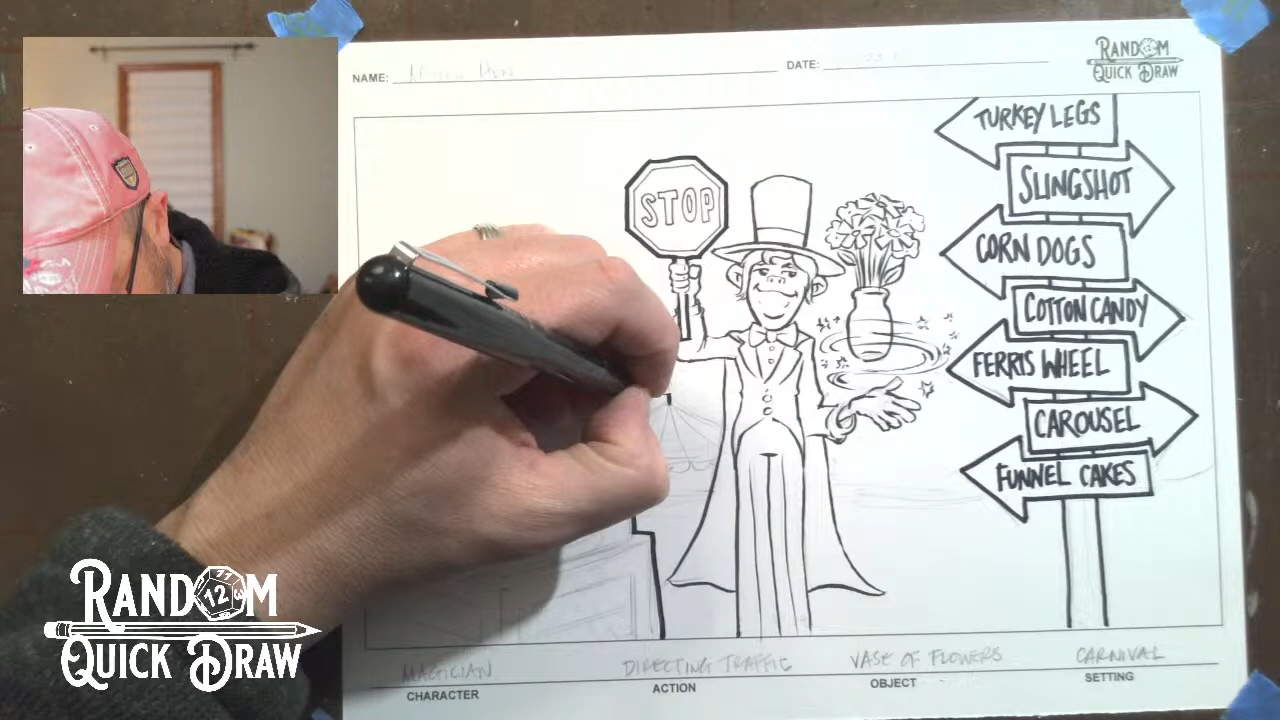 NAME:
DATE:
RANDOM
QUICK DRAW
TURKEY LEGS
SLINGSHOT
STOP
CORN DOGS
COTTON CANDY
FERRIS WHEEL
CAROUSEL
FUNNEL CAKES
RANDOM
11
12
QUICK DRAW
MAGICIAN
DIRECTING TRAFFIC
VASE OF FLOWERS
CARNIVAL
CHARACTER
ACTION
OBJECT
SETTING